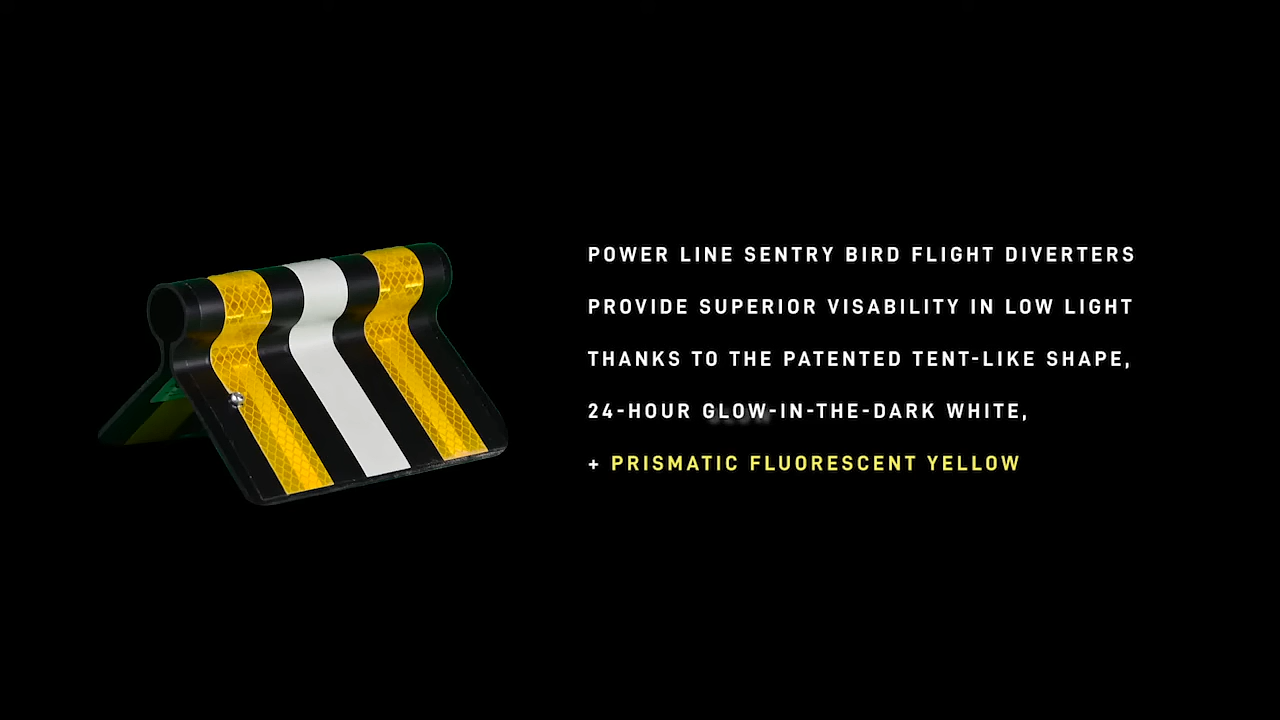 POWER LINE SENTRY BIRD FLIGHT DIVERTERS
PROVIDE SUPERIOR VISABILITY IN LOW LIGHT
THANKS TO THE PATENTED TENT-LIKE SHAPE,
24-HOUR GLOW-IN-THE-DARK WHITE,
+ PRISMATIC FLUORESCENT YELLOW